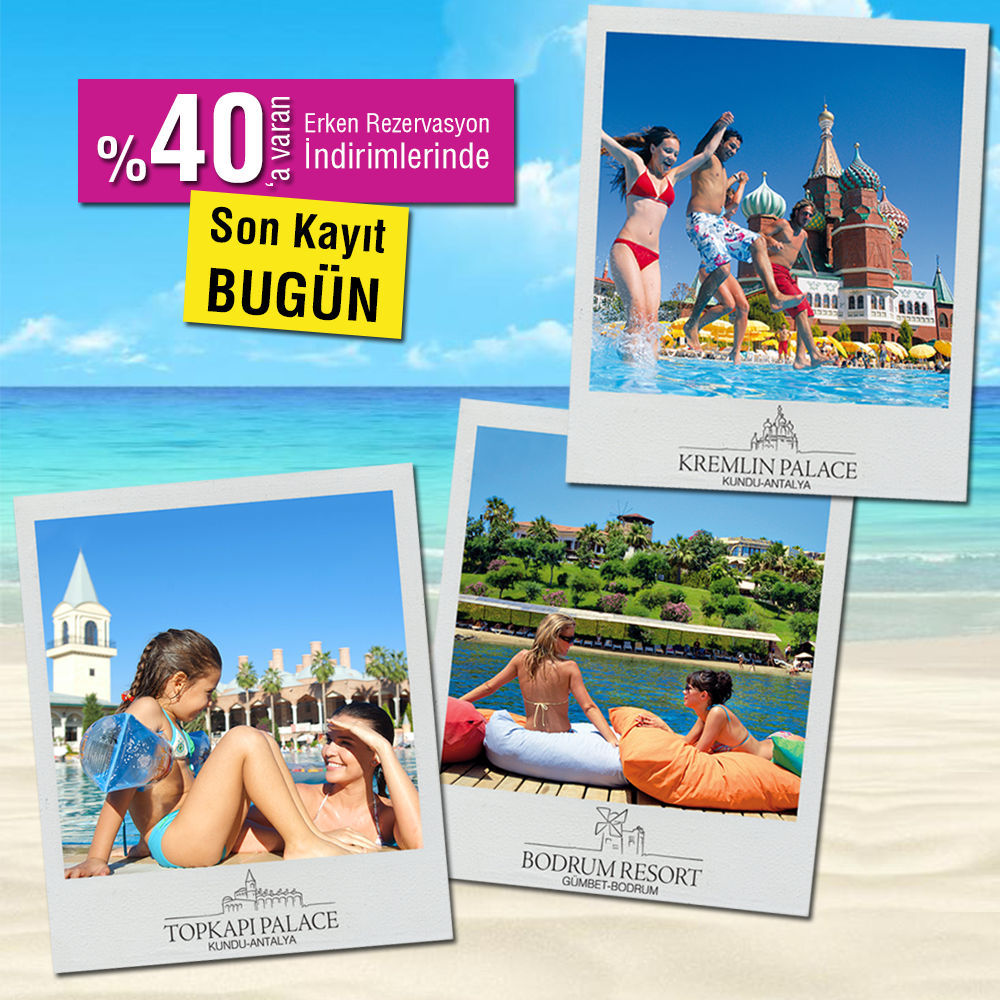 %40'a varan
Erken Rezervasyon
İndirimlerinde
Son Kayıt
BUGÜN
KREMLIN PALACE
KUNDU-ANTALYA
BODRUM RESORT
GÜMBET-BODRUM
TOPKAPI PALACE
KUNDU-ANTALYA